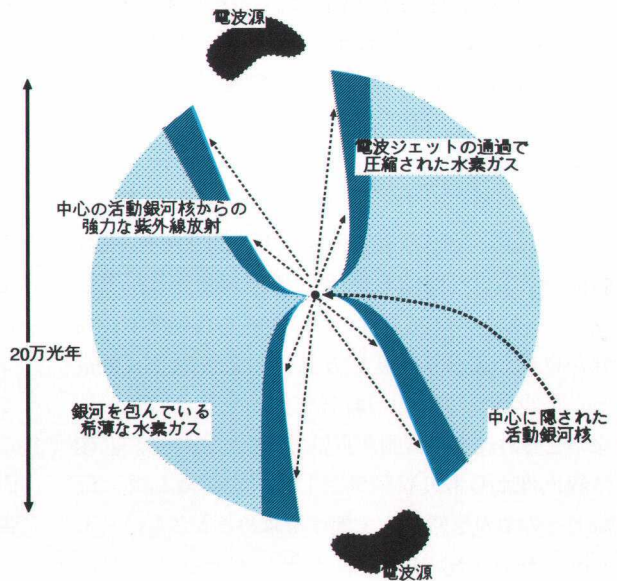 電波源
電波ジェットの通過で
圧縮された水素ガス
中心の活動銀河核からの
強力な紫外線放射
20万光年
銀河を包んでいる
希薄な水素ガス
中心に隠された
活動銀河核
電波源